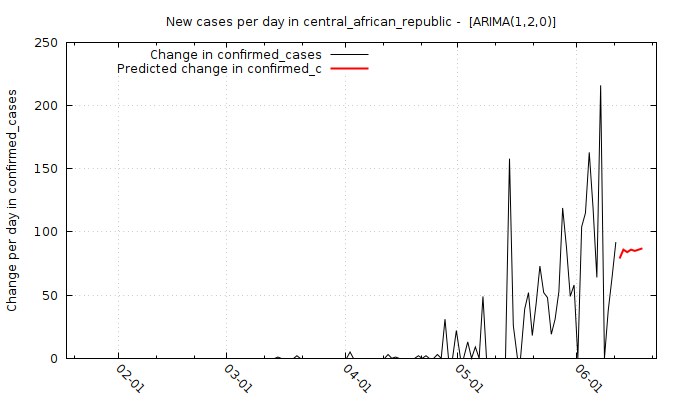 New cases per day in central_african_republic -  [ARIMA(1,2,0)]
Change in confirmed_cases
Predicted change in confirmed_c
Change per day in confirmed_cases
250
200
150
100
50
0
02-01
03-01
04-01
05-01
06-01